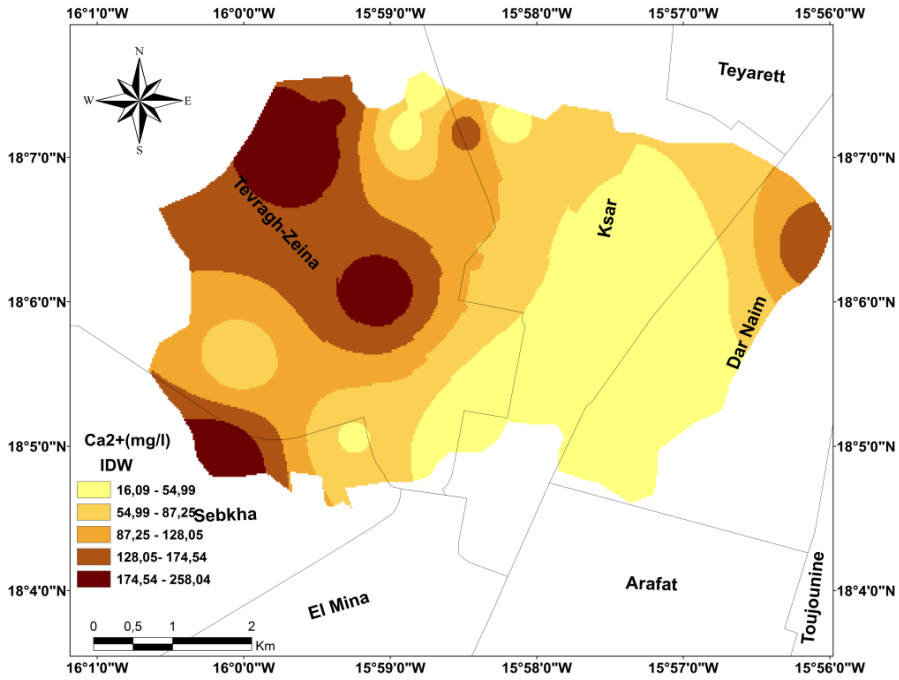 16°1'0"W 16°0'0"W 15°59'0"W 15°58'0"W 15°57'0"W 15°56'0"W
N
W E
S
Teyarett
18°7'0"N 18°7'0"N
Tevragh-Zeina
Ksar
18°6'0"N 18°6'0"N
Dar Naim
18°5'0"N 18°5'0"N
Ca2+(mg/l)
IDW
16,09 - 54,99
54,99 - 87,25
87,25 - 128,05
128,05- 174,54
174,54 - 258,04
Sebkha
18°4'0"N 18°4'0"N
El Mina
Arafat
Toujounine
0 0,5 1 2
Km
16°1'0"W 16°0'0"W 15°59'0"W 15°58'0"W 15°57'0"W 15°56'0"W